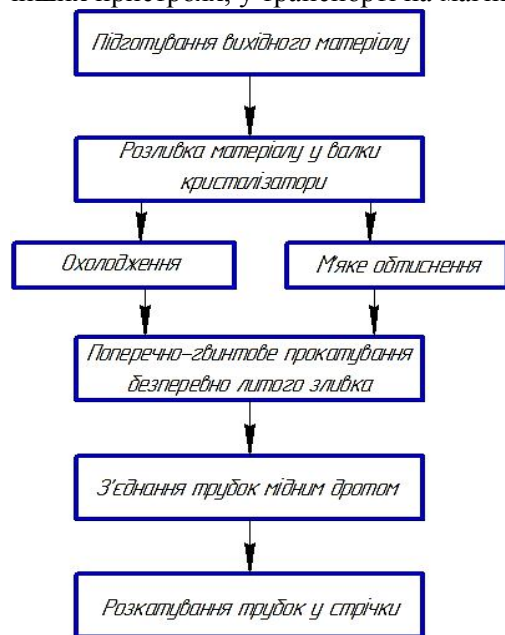 Підготування вихідного матеріалу
Розливка матеріалу у валки
кристалізатори
Охолодження
М'яке обтиснення
Поперечно-гвинтове прокатування
безперевно литого зливка
З'єднання трубок мідним дротом
Розкатування трубок у стрічки